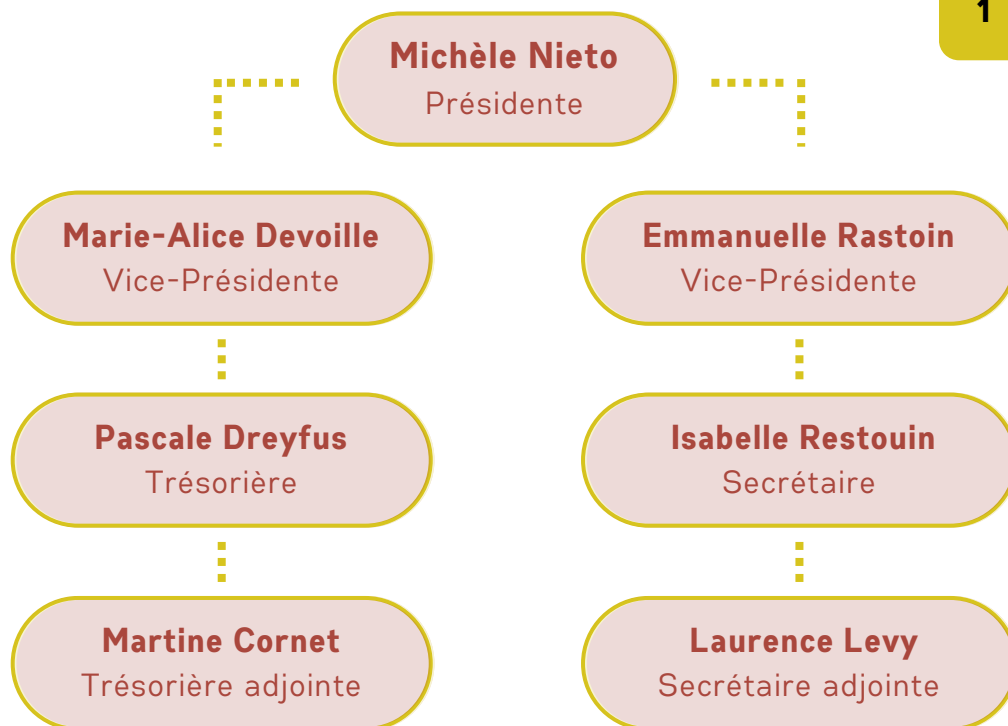 1
Michèle Nieto
Présidente
Marie-Alice Devoille
Vice-Présidente
Emmanuelle Rastoin
Vice-Présidente
Pascale Dreyfus
Trésorière
Isabelle Restouin
Secrétaire
Martine Cornet
Trésorière adjointe
Laurence Levy
Secrétaire adjointe